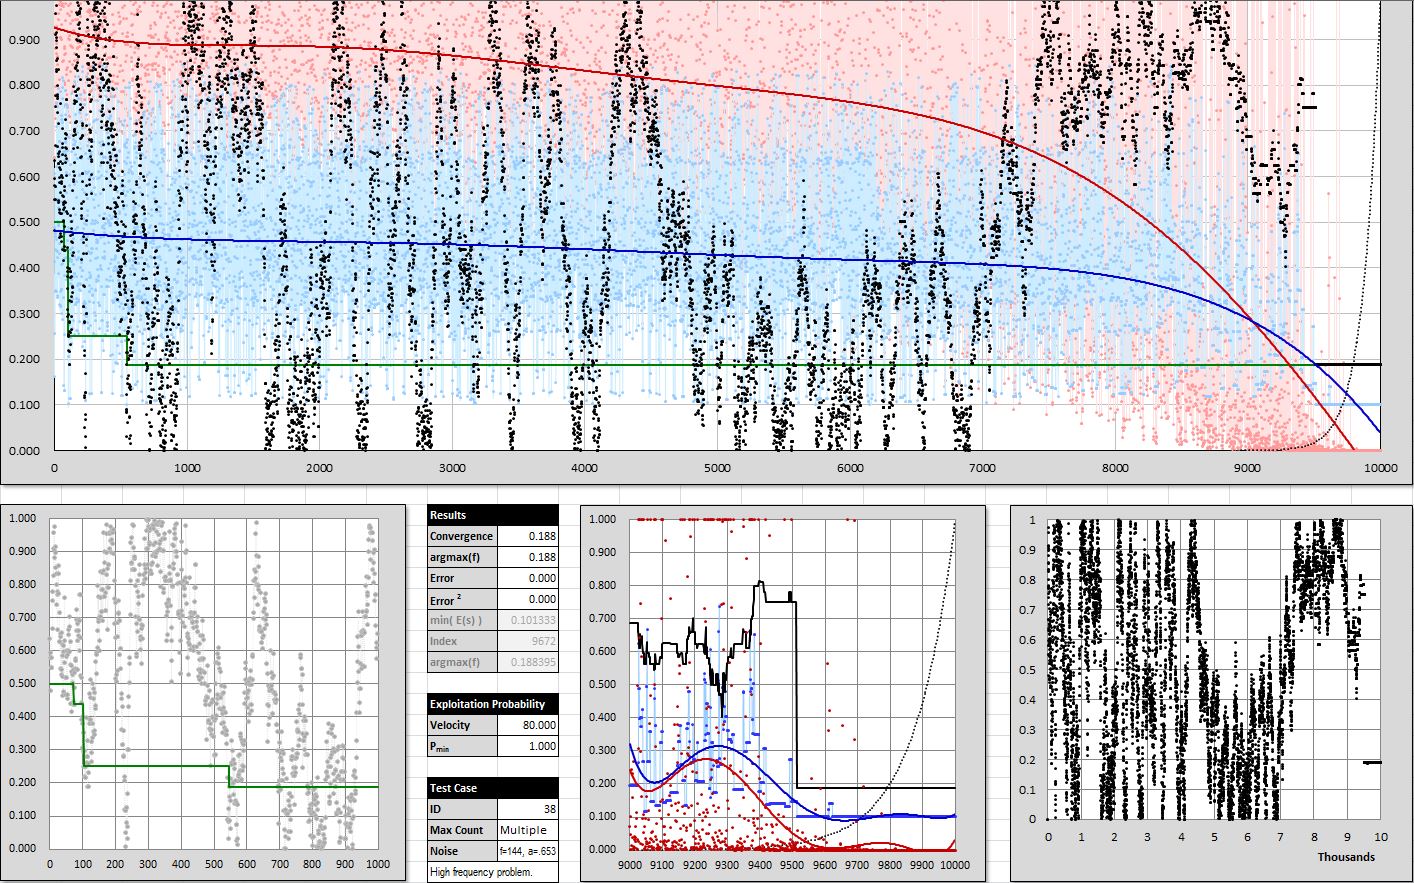 0.900
0.800
0.700
0.600
0.500
0.400
0.300
0.200
0.100
0.000
0 1000 2000 3000 4000 5000 6000 7000 8000 9000 10000
1.000
0.900
0.800
0.700
0.600
0.500
0.400
0.300
0.200
0.100
0.000
0 100 200 300 400 500 600 700 800 900 1000
Results
Convergence 0.188
argmax(f) 0.188
Error 0.000
Error 2 0.000
min( E(s) ) 0.101333
Index 9672
argmax(f) 0.188395
Exploitation Probability
Velocity 80.000
Pmin 1.000
Test Case
ID 38
Max Count Multiple
Noise f=144, a=.653
High frequency problem.
1.000
0.900
0.800
0.700
0.600
0.500
0.400
0.300
0.200
0.100
0.000
9000 9100 9200 9300 9400 9500 9600 9700 9800 9900 10000
1
0.9
0.8
0.7
0.6
0.5
0.4
0.3
0.2
0.1
0
0 1 2 3 4 5 6 7 8 9 10
Thousands